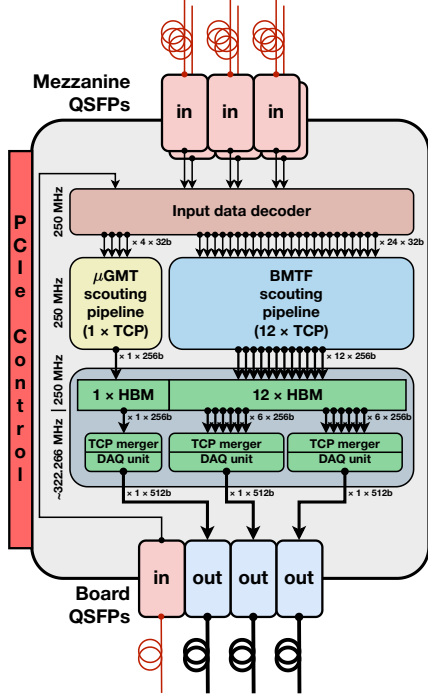 Mezzanine
QSFPs
in
in
in
PCIe Control
250 MHz
Input data decoder
× 4 × 32b
× 24 × 32b
250 MHz
μGMT
scouting
pipeline
(1 × TCP)
BMTF
scouting
pipeline
(12 × TCP)
× 1 × 256b
× 12 × 256b
~322.266 MHz | 250 MHz
1 × HBM
12 × HBM
× 1 × 256b
× 6 × 256b
× 6 × 256b
TCP merger
DAQ unit
TCP merger
DAQ unit
TCP merger
DAQ unit
× 1 × 512b
× 1 × 512b
× 1 × 512b
in
out
out
out
Board
QSFPs